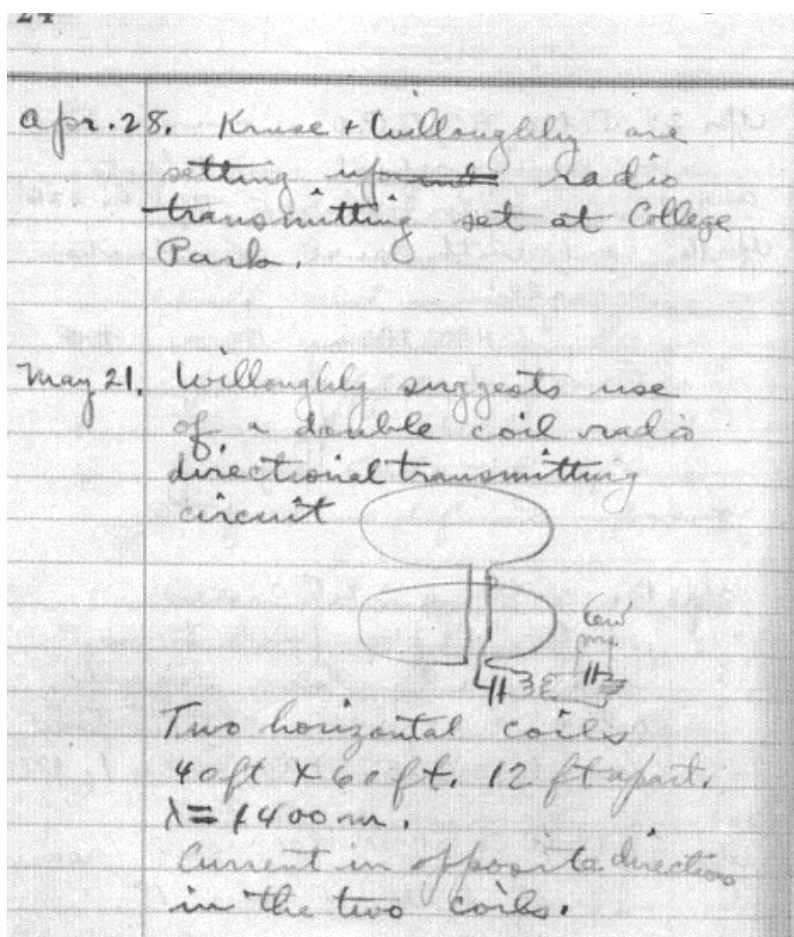 24
Apr. 28. Kruse + Willoughby are
setting up radio
transmitting set at College
Park.
May 21. Willoughby suggests use
of a double coil radio
directional transmitting
circuit
Two horizontal coils
40 ft X 60 ft. 12 ft apart.
λ = 1400 m.
Current in opposite directions
in the two coils.